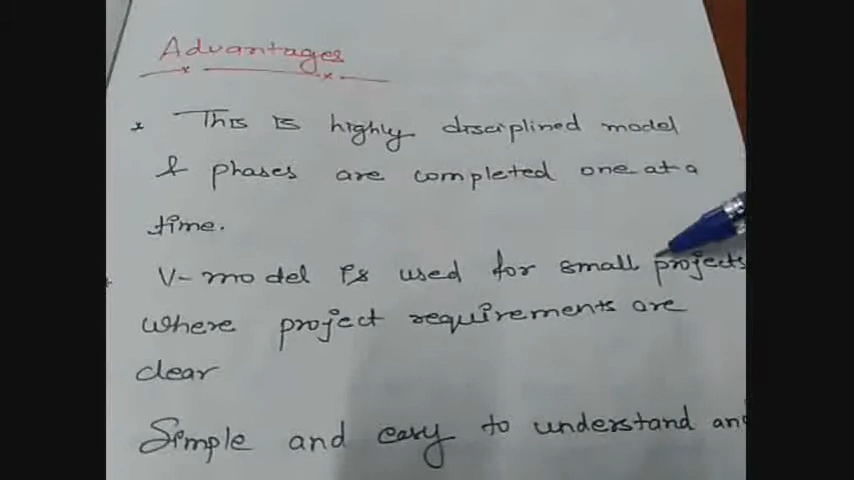 Advantages
* This is highly disciplined model
& phases are completed one at a
time.
V-model is used for small projects
where project requirements are
clear
Simple and easy to understand and